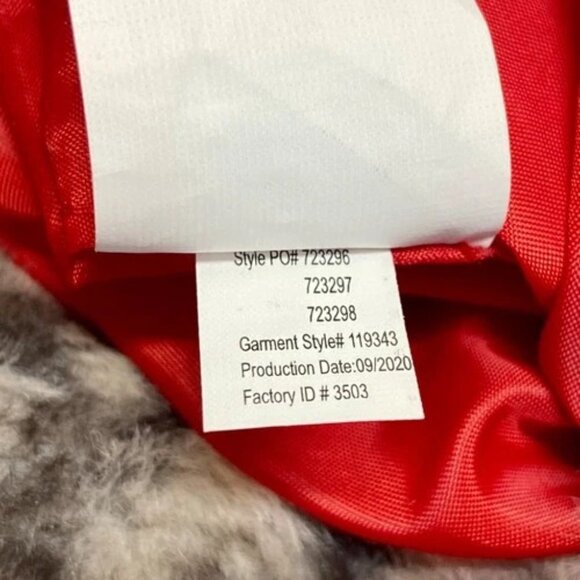 Style PO# 723296
723297
723298
Garment Style# 119343
Production Date:09/2020
Factory ID # 3503